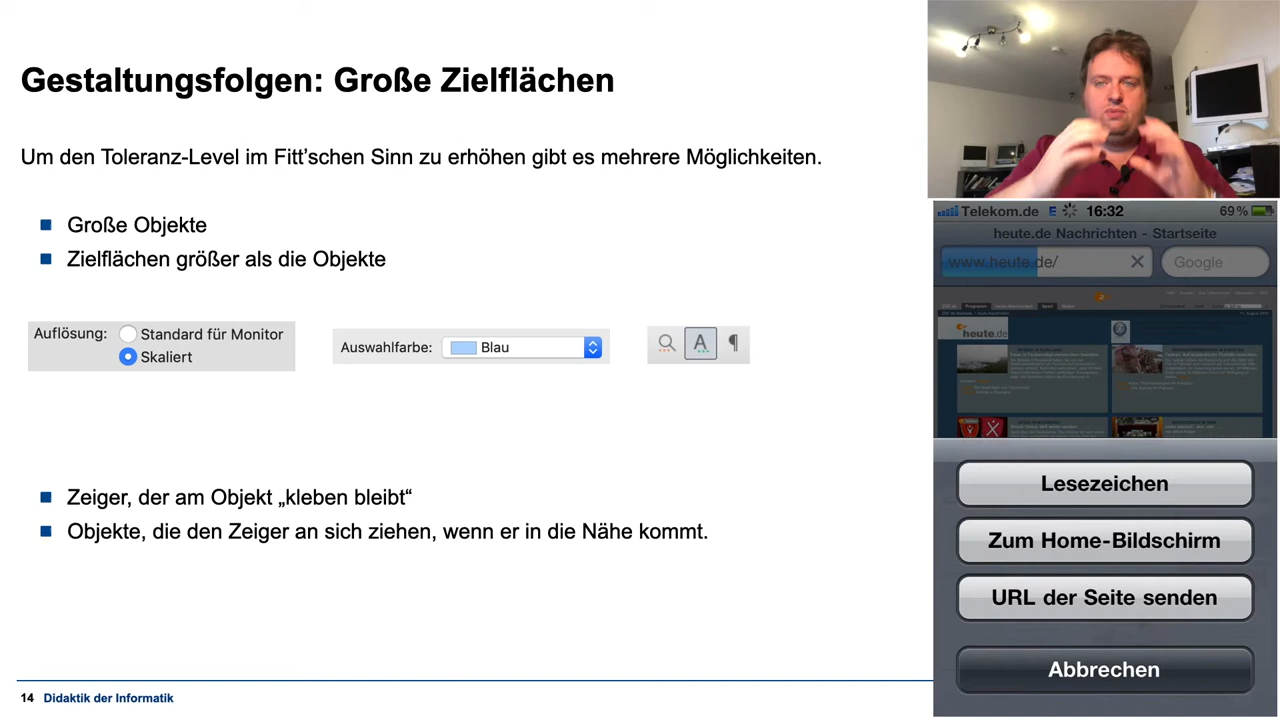 Gestaltungsfolgen: Große Zielflächen
Um den Toleranz-Level im Fitt’schen Sinn zu erhöhen gibt es mehrere Möglichkeiten.
Große Objekte
Zielflächen größer als die Objekte
Auflösung: Standard für Monitor
Skaliert
Auswahlfarbe: Blau
A ¶
Zeiger, der am Objekt „kleben bleibt“
Objekte, die den Zeiger an sich ziehen, wenn er in die Nähe kommt.
14 Didaktik der Informatik
Telekom.de E 16:32 69%
heute.de Nachrichten - Startseite
www.heute.de/ Google
heute.de
Lesezeichen
Zum Home-Bildschirm
URL der Seite senden
Abbrechen